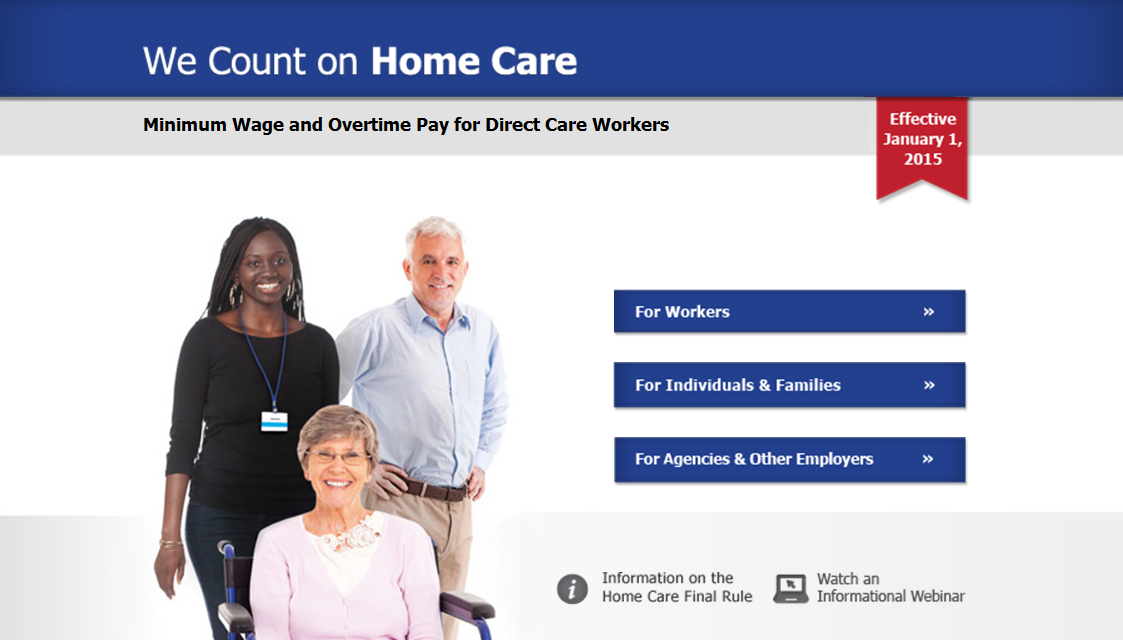 We Count on Home Care
Minimum Wage and Overtime Pay for Direct Care Workers
Effective
January 1,
2015
For Workers »
For Individuals & Families »
For Agencies & Other Employers »
Information on the
Home Care Final Rule
Watch an
Informational Webinar